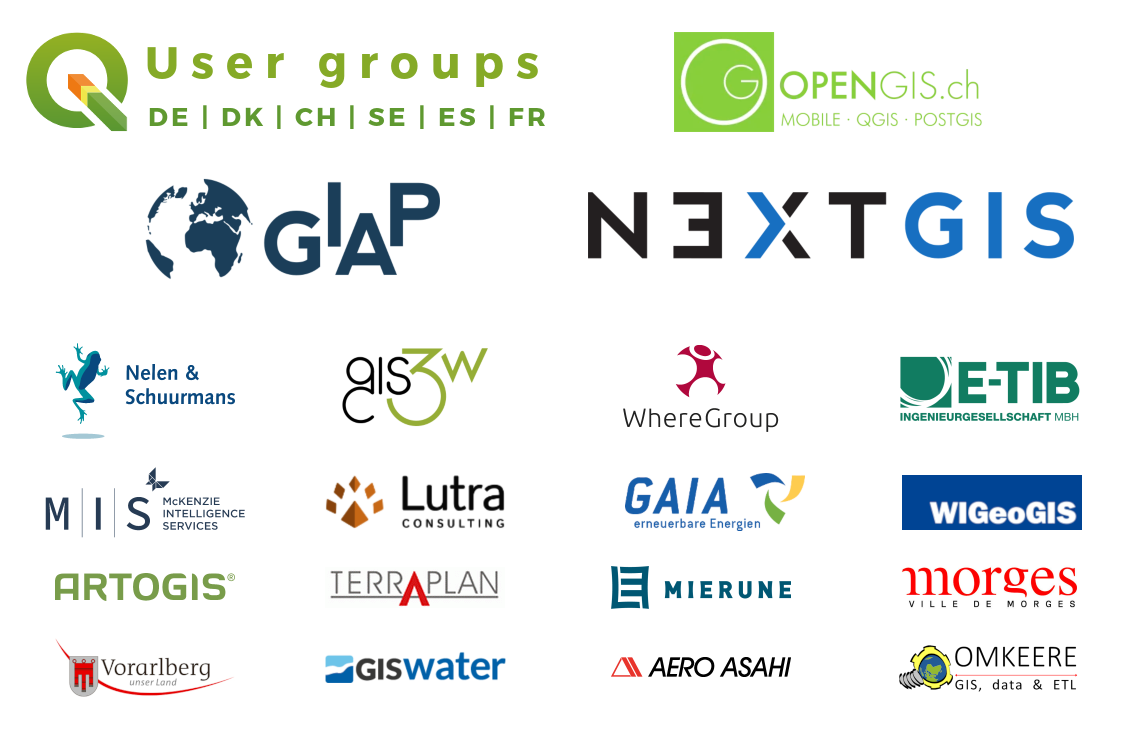 User groups
DE | DK | CH | SE | ES | FR
G
OPENGIS.ch
MOBILE · QGIS · POSTGIS
GIAP
NEXTGIS
Nelen &
Schuurmans
gis3w
WhereGroup
E-TIB
INGENIEURGESELLSCHAFT MBH
M | I | S
McKENZIE
INTELLIGENCE
SERVICES
Lutra
CONSULTING
GAIA
erneuerbare Energien
WIGeoGIS
ARTOGIS®
TERRAPLAN
MIERUNE
morges
VILLE DE MORGES
Vorarlberg
unser Land
GISwater
AERO ASAHI
OMKEERE
GIS, data & ETL